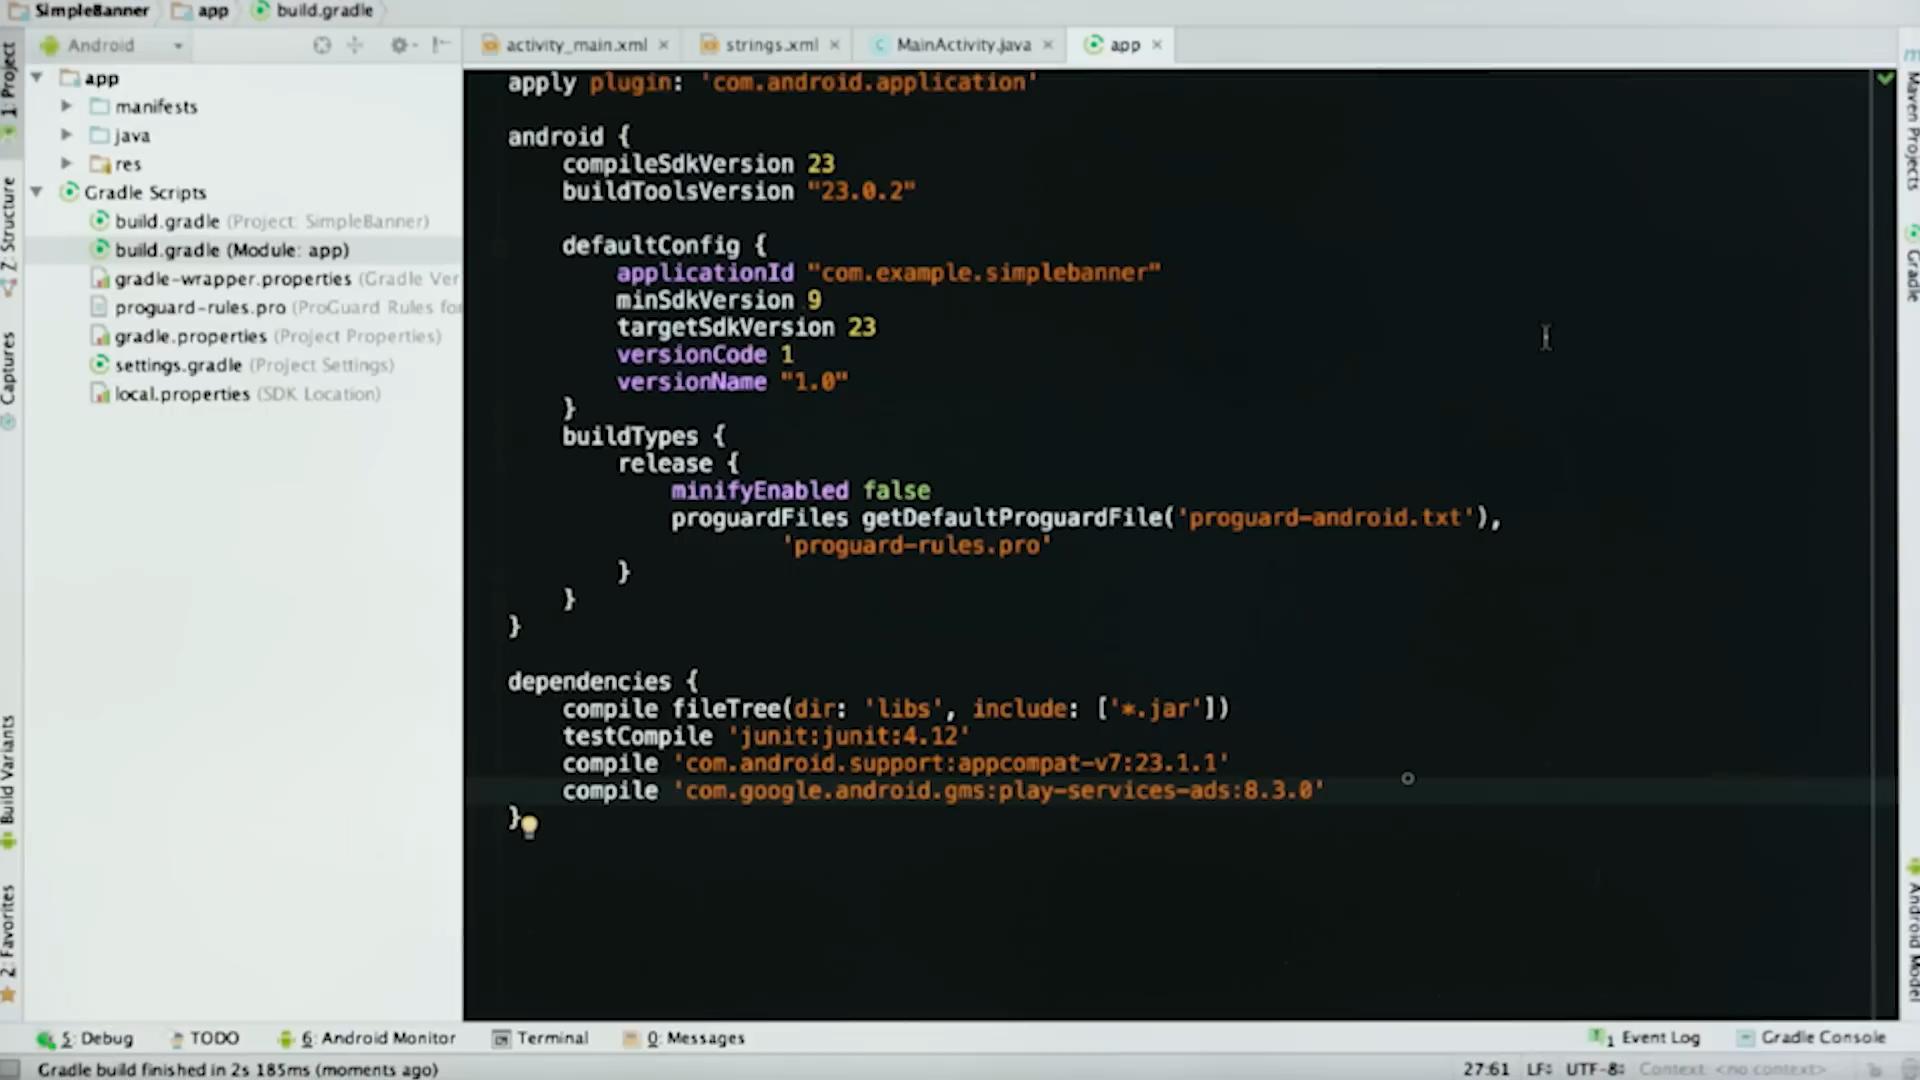 SimpleBanner app build.gradle
Android
activity_main.xml strings.xml MainActivity.java app
1: Project
Z: Structure
Captures
Build Variants
2: Favorites
app
manifests
java
res
Gradle Scripts
build.gradle (Project: SimpleBanner)
build.gradle (Module: app)
gradle-wrapper.properties (Gradle Ver
proguard-rules.pro (ProGuard Rules for
gradle.properties (Project Properties)
settings.gradle (Project Settings)
local.properties (SDK Location)
apply plugin: 'com.android.application'
android {
compileSdkVersion 23
buildToolsVersion "23.0.2"
defaultConfig {
applicationId "com.example.simplebanner"
minSdkVersion 9
targetSdkVersion 23
versionCode 1
versionName "1.0"
}
buildTypes {
release {
minifyEnabled false
proguardFiles getDefaultProguardFile('proguard-android.txt'),
'proguard-rules.pro'
}
}
}
dependencies {
compile fileTree(dir: 'libs', include: ['*.jar'])
testCompile 'junit:junit:4.12'
compile 'com.android.support:appcompat-v7:23.1.1'
compile 'com.google.android.gms:play-services-ads:8.3.0'
}
Maven Projects
Gradle
Android Model
5: Debug TODO 6: Android Monitor Terminal 0: Messages 1 Event Log Gradle Console
Gradle build finished in 2s 185ms (moments ago) 27:61 LF: UTF-8: Context: <no context>